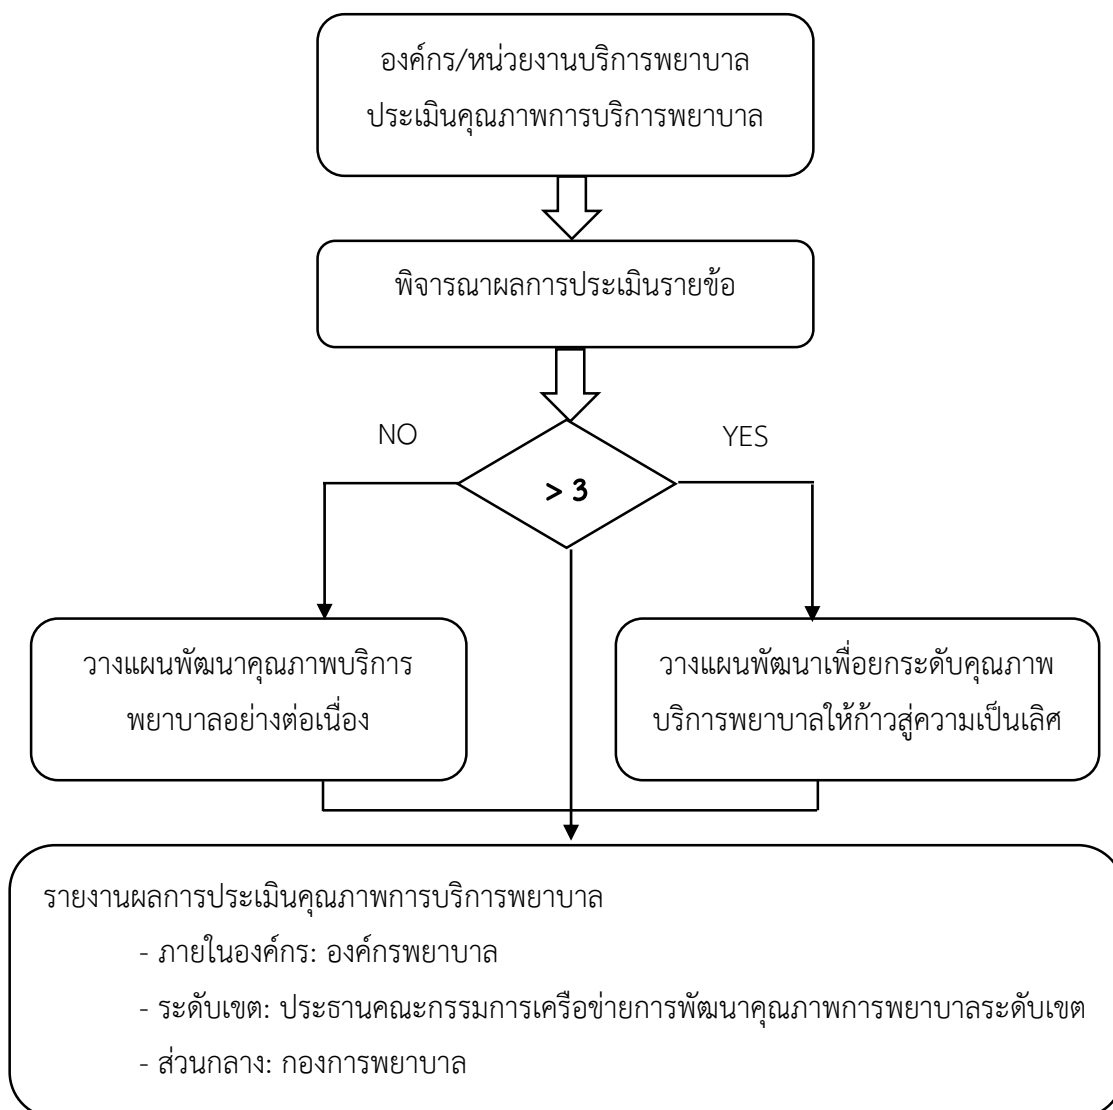 องค์กร/หน่วยงานบริการพยาบาล
ประเมินคุณภาพการบริการพยาบาล
พิจารณาผลการประเมินรายข้อ
NO
YES
> 3
วางแผนพัฒนาคุณภาพบริการ
พยาบาลอย่างต่อเนื่อง
วางแผนพัฒนาเพื่อยกระดับคุณภาพ
บริการพยาบาลให้ก้าวสู่ความเป็นเลิศ
รายงานผลการประเมินคุณภาพการบริการพยาบาล
- ภายในองค์กร: องค์กรพยาบาล
- ระดับเขต: ประธานคณะกรรมการเครือข่ายการพัฒนาคุณภาพการพยาบาลระดับเขต
- ส่วนกลาง: กองการพยาบาล